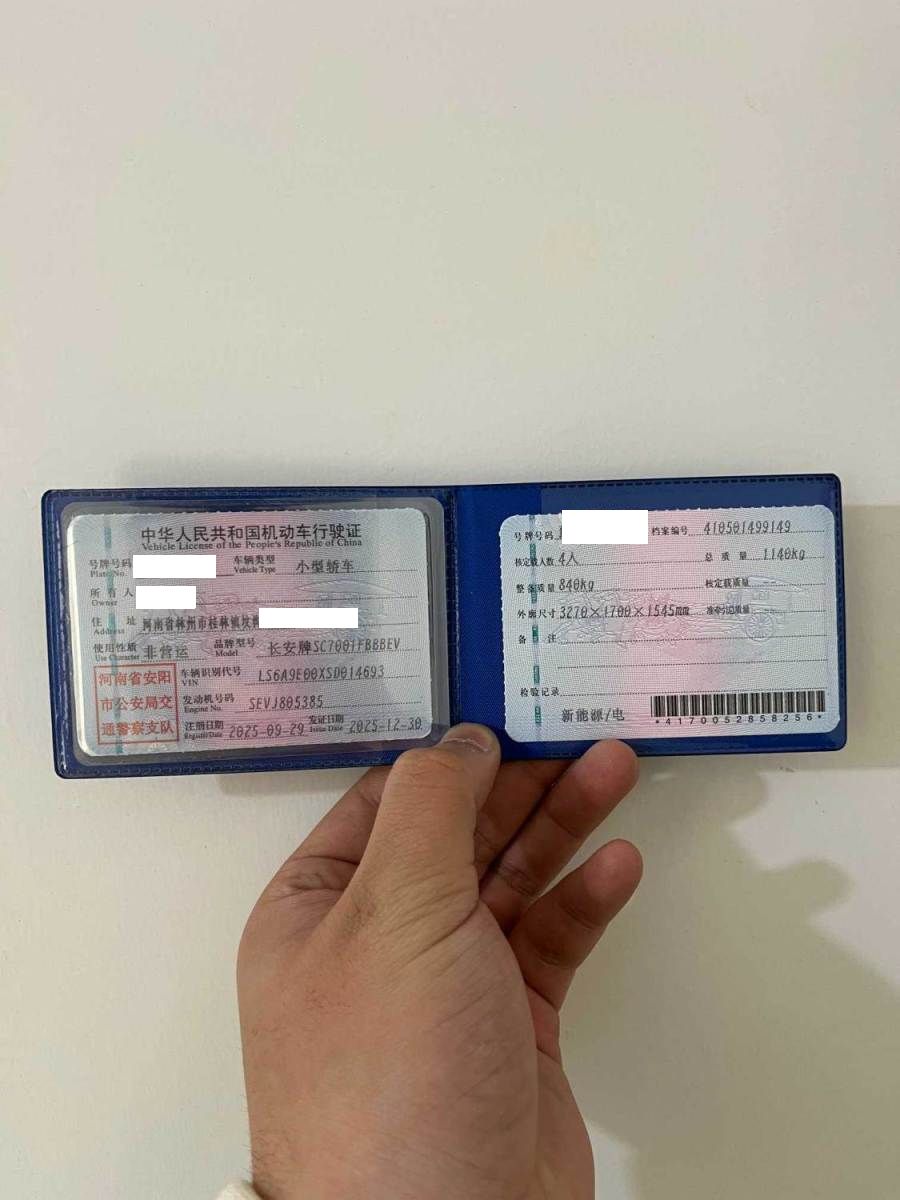 中华人民共和国机动车行驶证
Vehicle License of the People's Republic of China
号牌号码 车辆类型 小型轿车
Plate No. Vehicle Type
所有人
Owner
住址 河南省林州市桂林镇
Address
使用性质 非营运 品牌型号 长安牌SC7001FBBBEV
Use Character Model
河南省安阳
市公安局交
通警察支队
车辆识别代号 LS6A9E00XSD014693
VIN
发动机号码 SEVJ805385
Engine No.
注册日期 2025-09-29 发证日期 2025-12-30
Register Date Issue Date
号牌号码 档案编号 410501499149
核定载人数 4人 总质量 1140kg
整备质量 840kg 核定载质量
外廓尺寸 3270×1700×1545mm 准牵引总质量
备注
检验记录
新能源/电
*4170052858256*